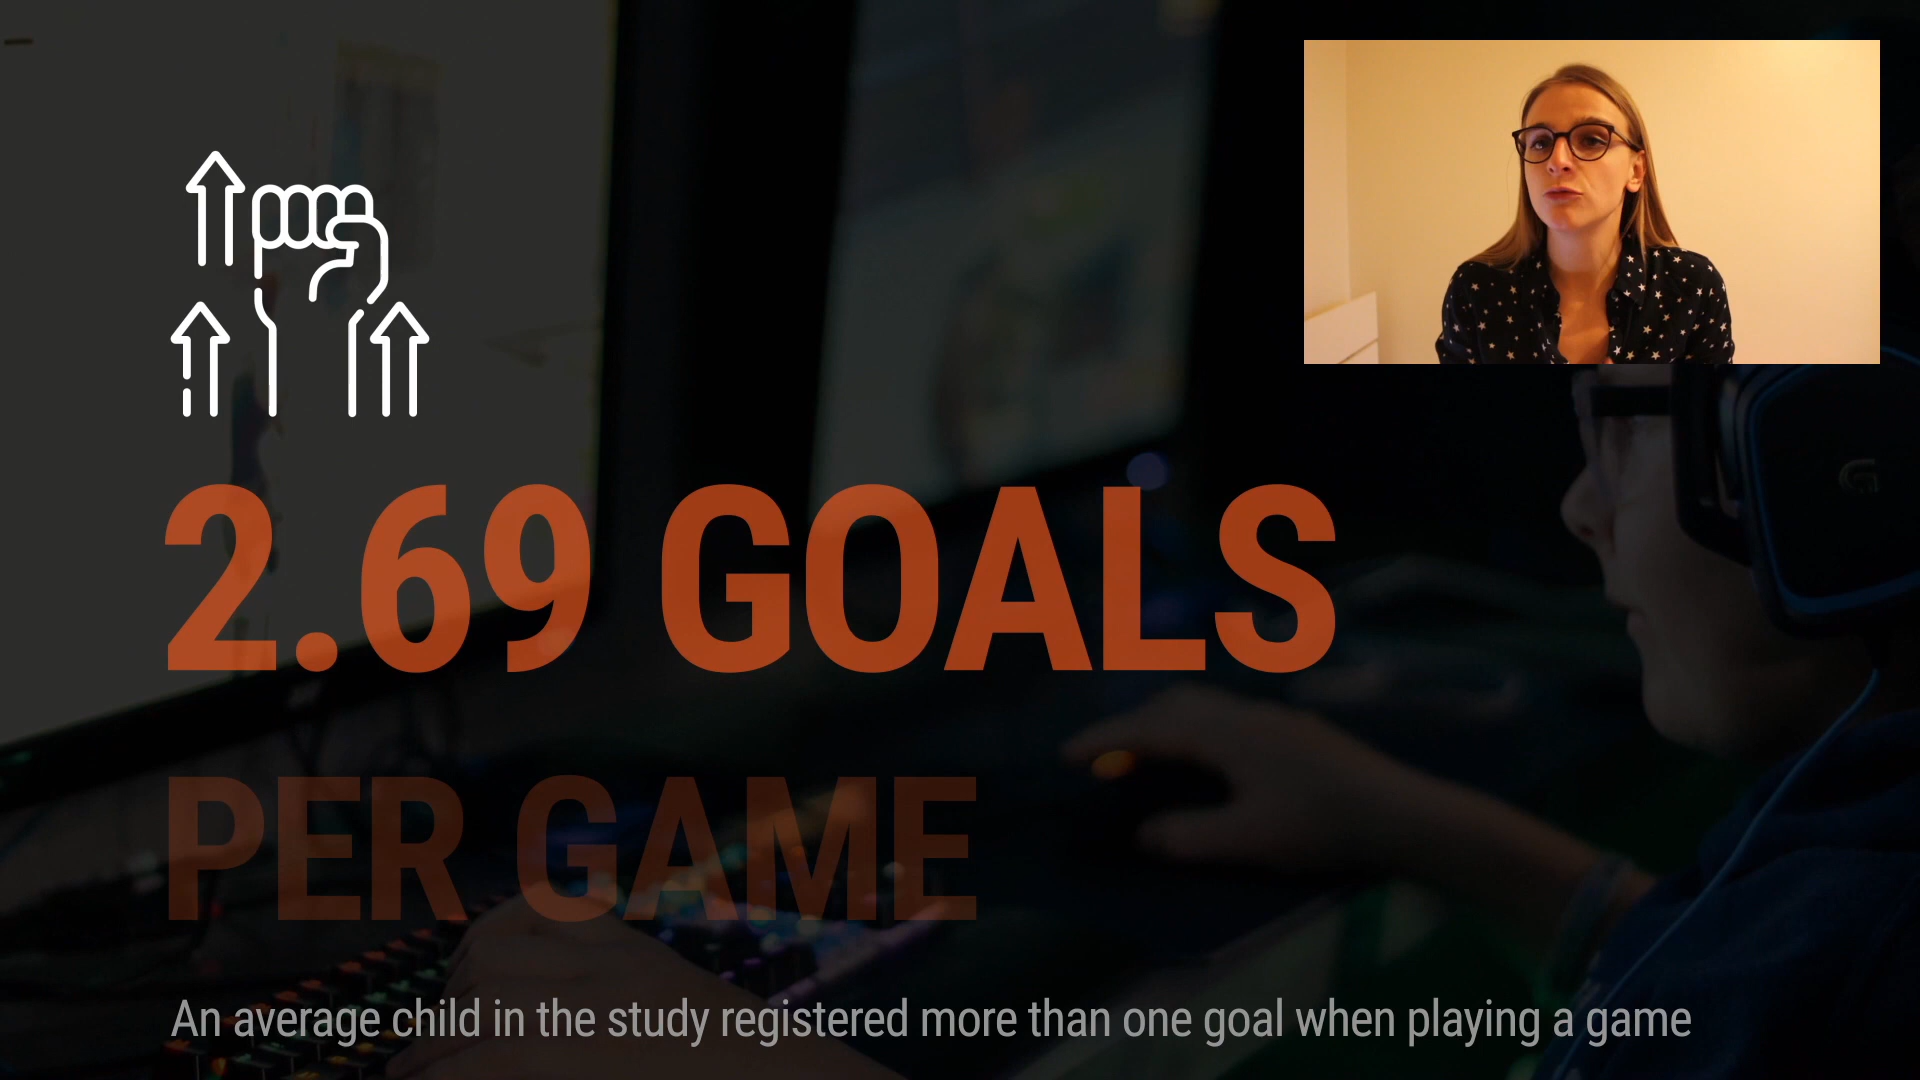 2.69 GOALS
PER GAME
An average child in the study registered more than one goal when playing a game